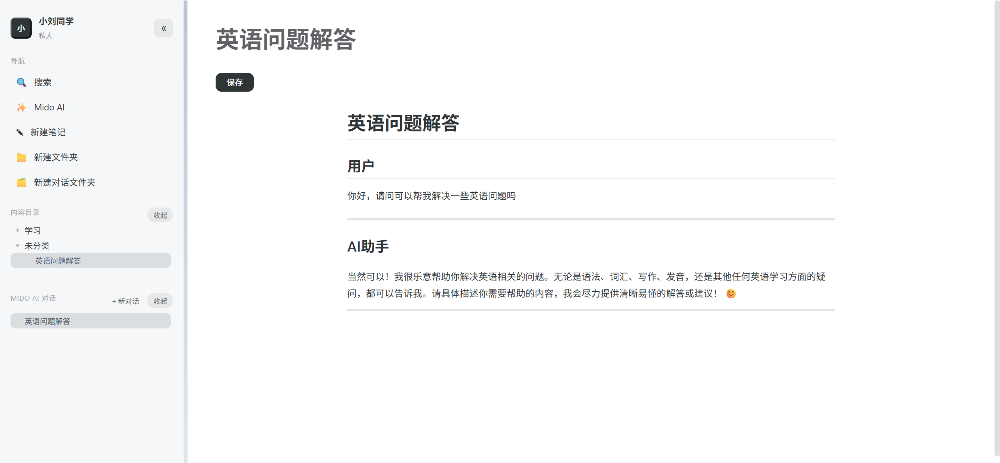 小
小刘同学
私人
«
导航
搜索
Mido AI
新建笔记
新建文件夹
新建对话文件夹
内容目录
收起
学习
未分类
英语问题解答
MIDO AI 对话
+ 新对话
收起
英语问题解答
英语问题解答
保存
英语问题解答
用户
你好，请问可以帮我解决一些英语问题吗
AI助手
当然可以！我很乐意帮助你解决英语相关的问题。无论是语法、词汇、写作、发音，还是其他任何英语学习方面的疑
问，都可以告诉我。请具体描述你需要帮助的内容，我会尽力提供清晰易懂的解答或建议！ 😊